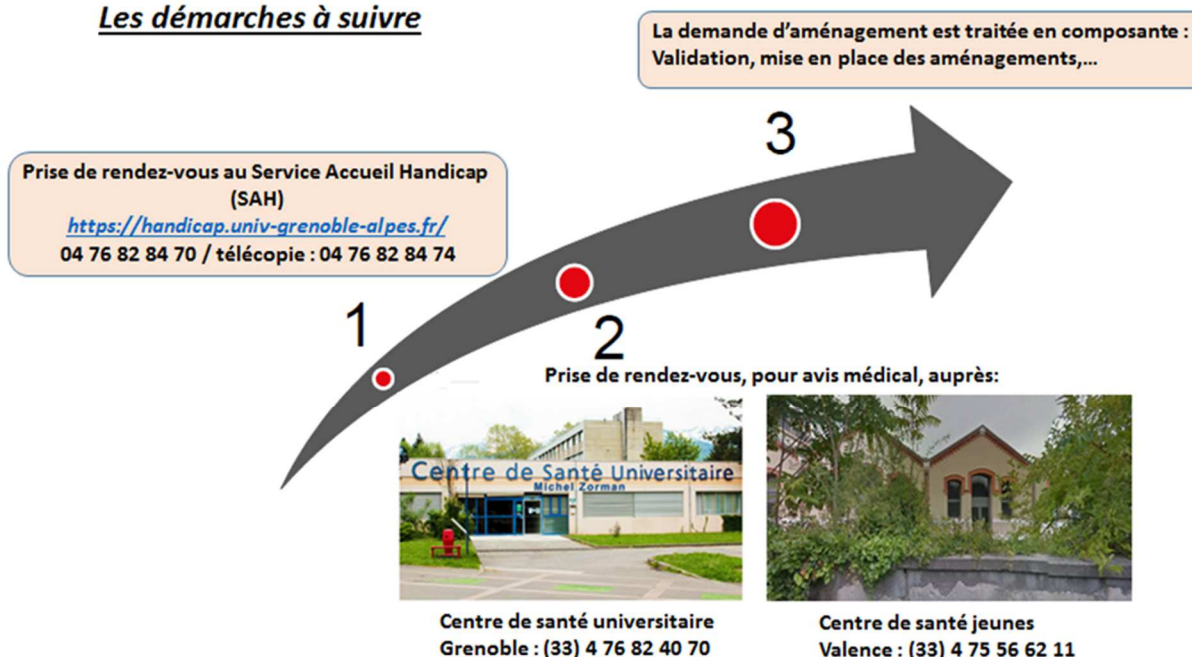 Les démarches à suivre
La demande d'aménagement est traitée en composante :
Validation, mise en place des aménagements,...
3
Prise de rendez-vous au Service Accueil Handicap
(SAH)
https://handicap.univ-grenoble-alpes.fr/
04 76 82 84 70 / télécopie : 04 76 82 84 74
1
2
Prise de rendez-vous, pour avis médical, auprès:
Centre de Santé Universitaire
Michel Zorman
Centre de santé universitaire
Grenoble : (33) 4 76 82 40 70
Centre de santé jeunes
Valence : (33) 4 75 56 62 11